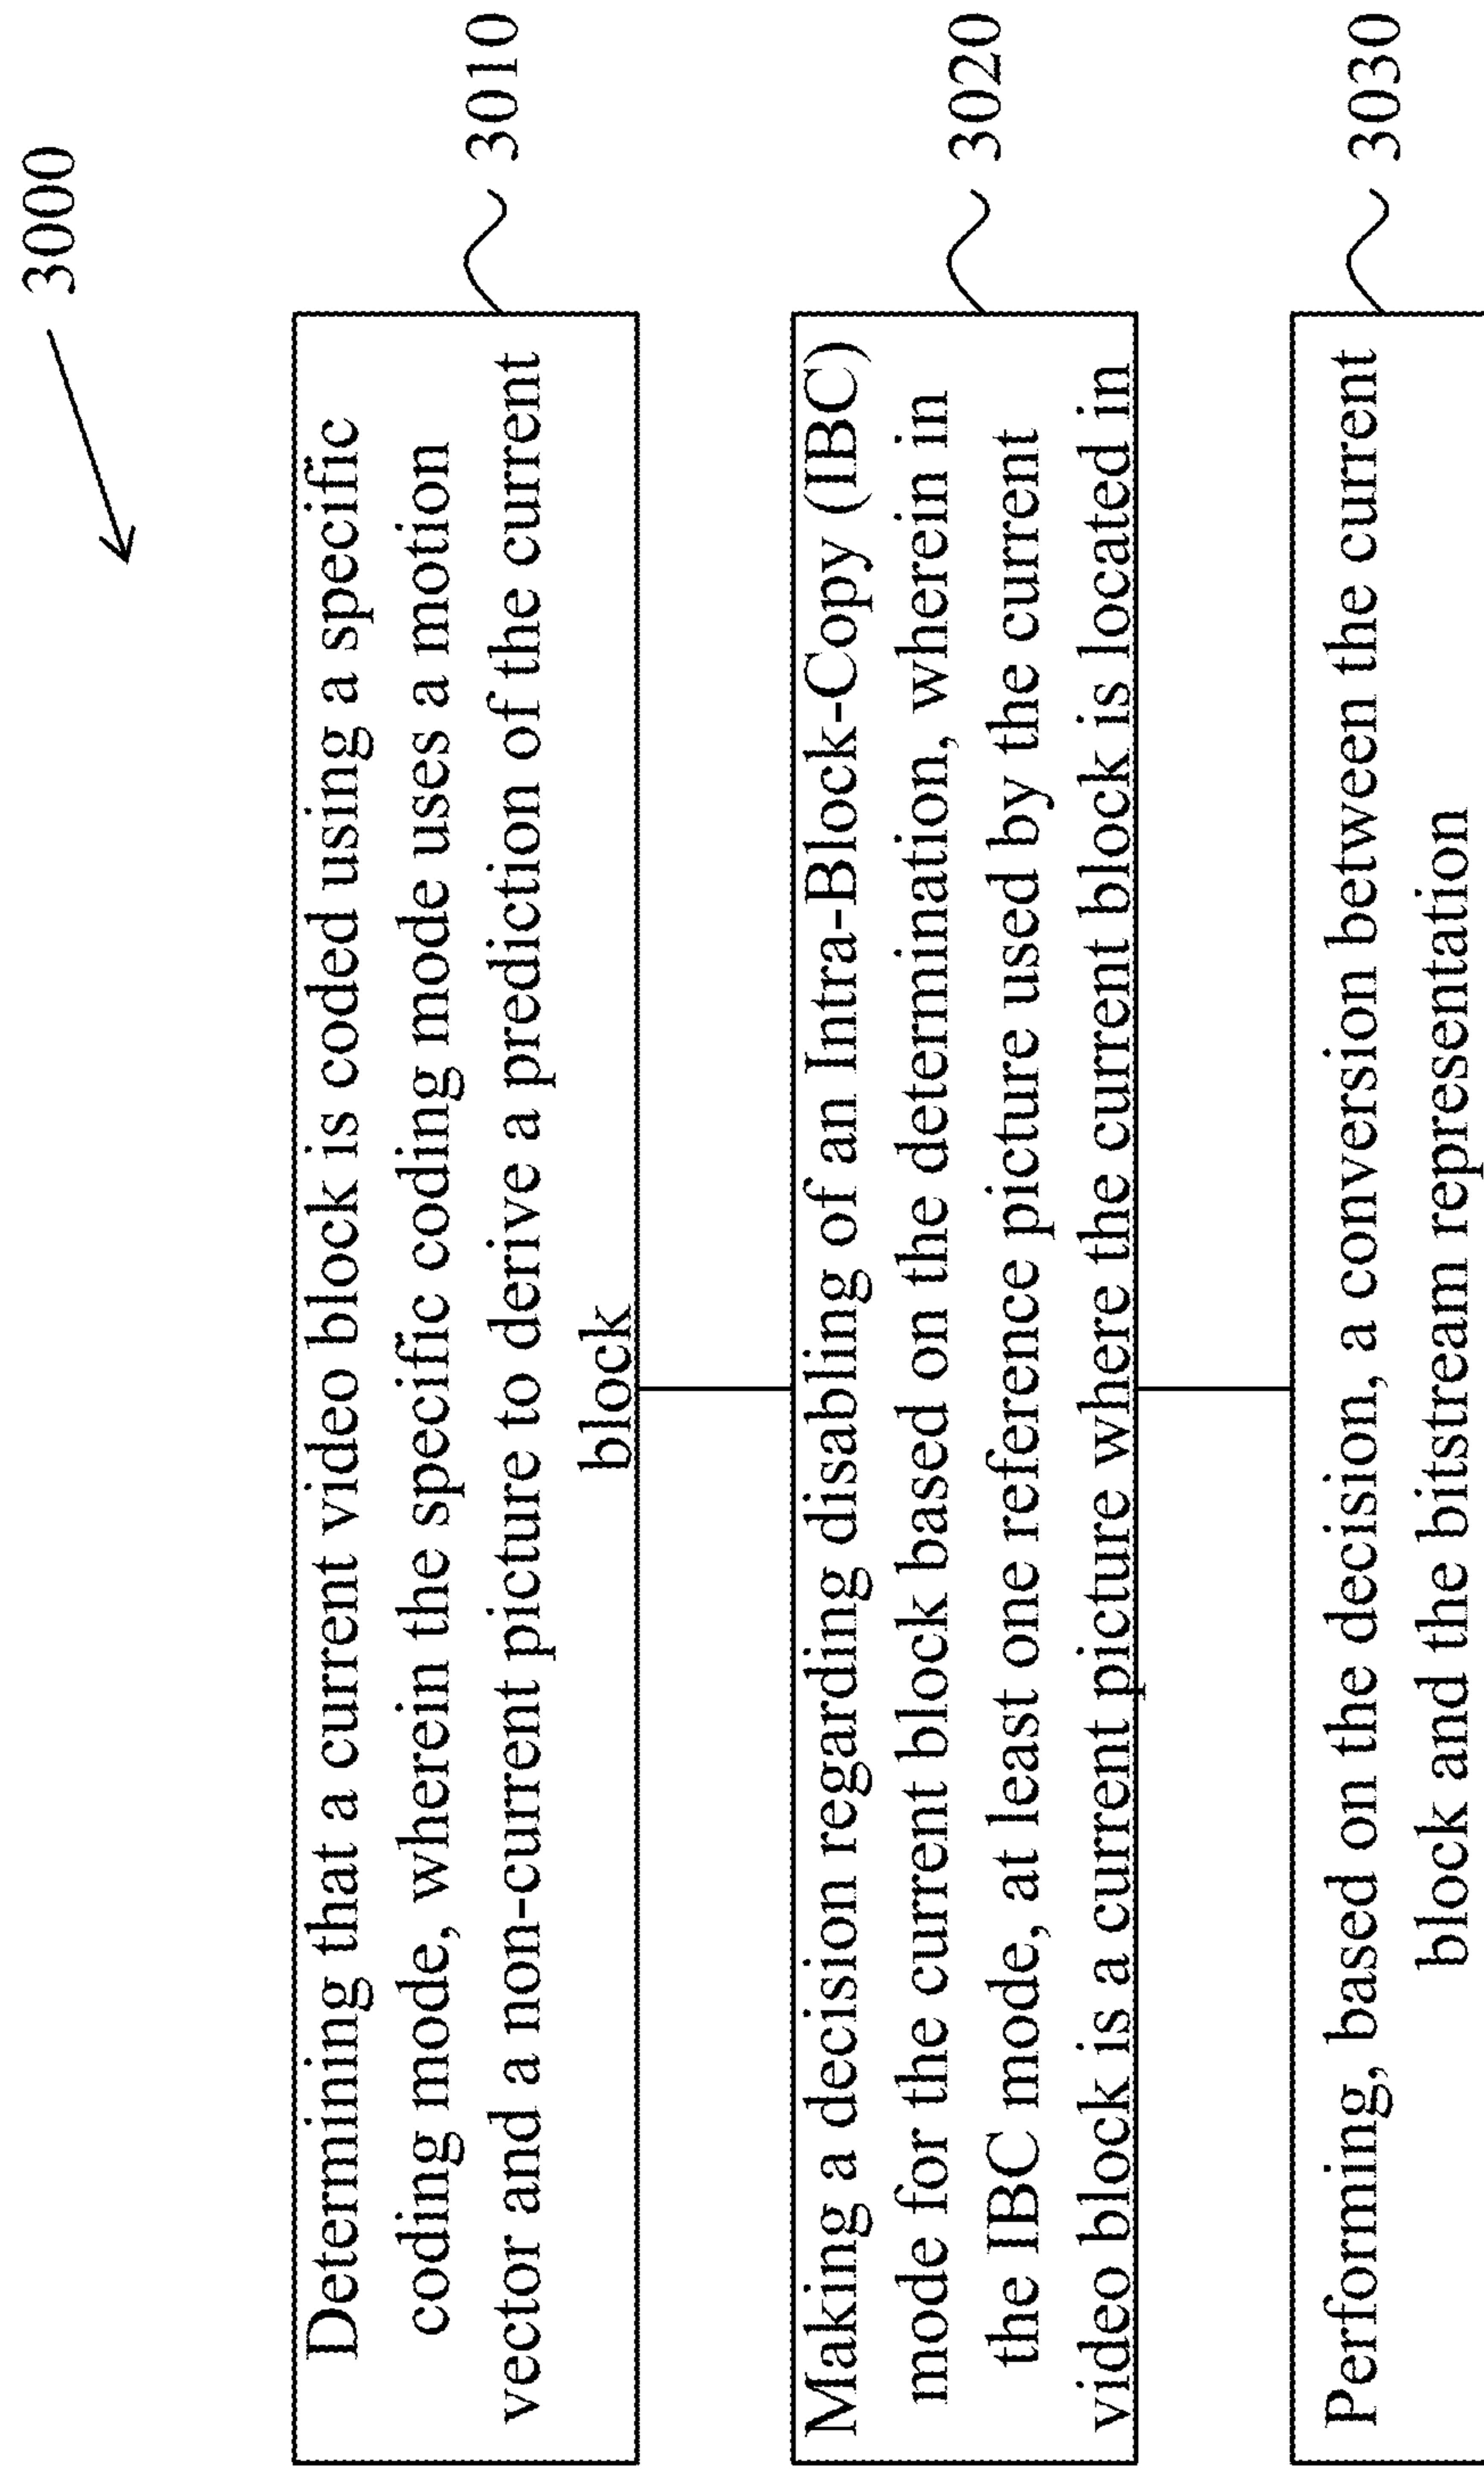 3000
Determining that a current video block is coded using a specific
coding mode, wherein the specific coding mode uses a motion
vector and a non-current picture to derive a prediction of the current
block
3010
Making a decision regarding disabling of an Intra-Block-Copy (IBC)
mode for the current block based on the determination, wherein in
the IBC mode, at least one reference picture used by the current
video block is a current picture where the current block is located in
3020
Performing, based on the decision, a conversion between the current
block and the bitstream representation
3030